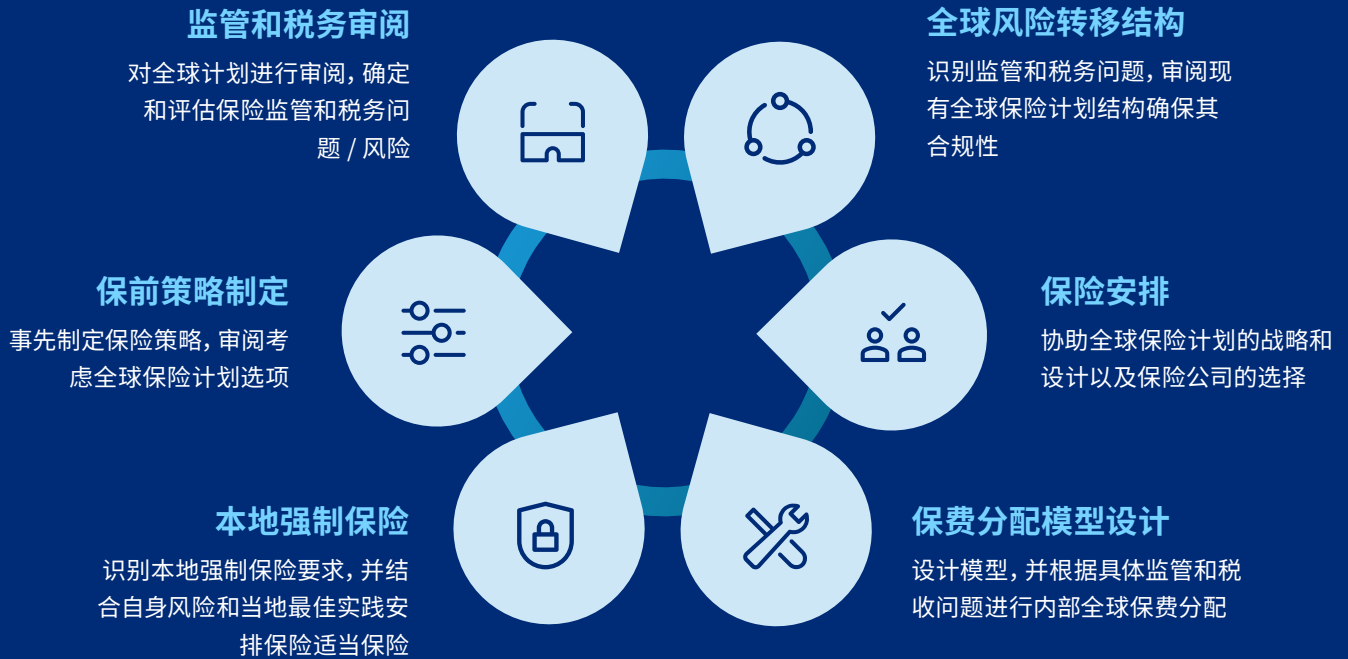 监管和税务审阅
对全球计划进行审阅，确定
和评估保险监管和税务问
题 / 风险
全球风险转移结构
识别监管和税务问题，审阅现
有全球保险计划结构确保其
合规性
保前策略制定
事先制定保险策略，审阅考
虑全球保险计划选项
保险安排
协助全球保险计划的战略和
设计以及保险公司的选择
本地强制保险
识别本地强制保险要求，并结
合自身风险和当地最佳实践安
排保险适当保险
保费分配模型设计
设计模型，并根据具体监管和税
收问题进行内部全球保费分配